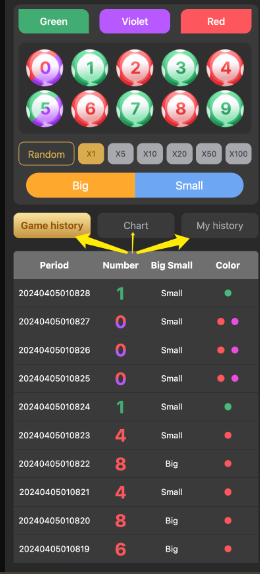 Green Violet Red
0 1 2 3 4
5 6 7 8 9
Random X1 X5 X10 X20 X50 X100
Big Small
Game history Chart My history
Period Number Big Small Color
20240405010828 1 Small
20240405010827 0 Small
20240405010826 0 Small
20240405010825 0 Small
20240405010824 1 Small
20240405010823 4 Small
20240405010822 8 Big
20240405010821 4 Small
20240405010820 8 Big
20240405010819 6 Big